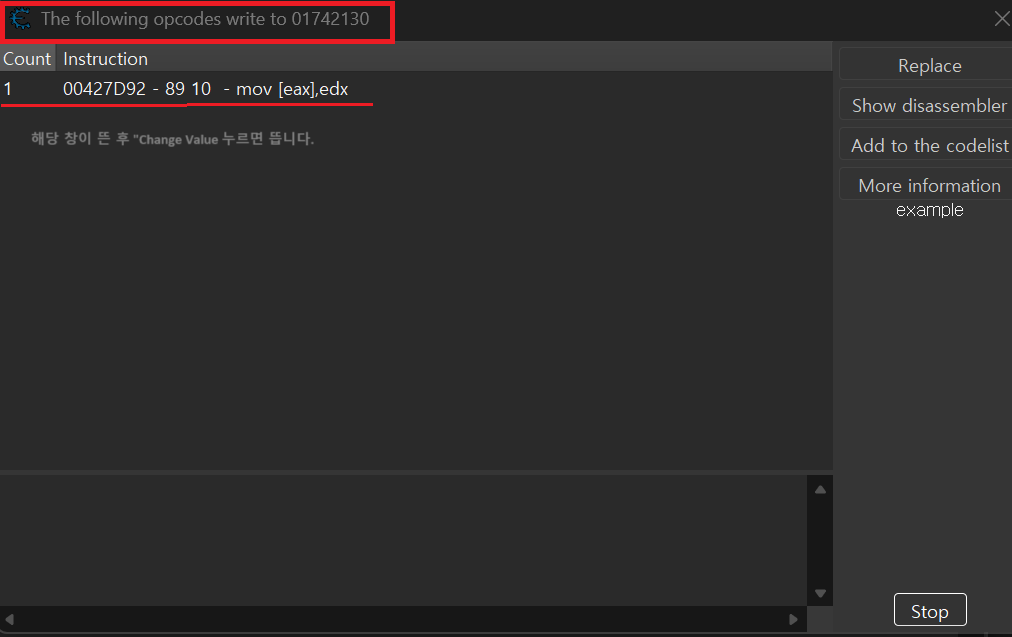 The following opcodes write to 01742130
Count Instruction
1 00427D92 - 89 10 - mov [eax],edx
해당 창이 뜬 후 "Change Value 누르면 뜹니다.
Replace
Show disassembler
Add to the codelist
More information
example
Stop